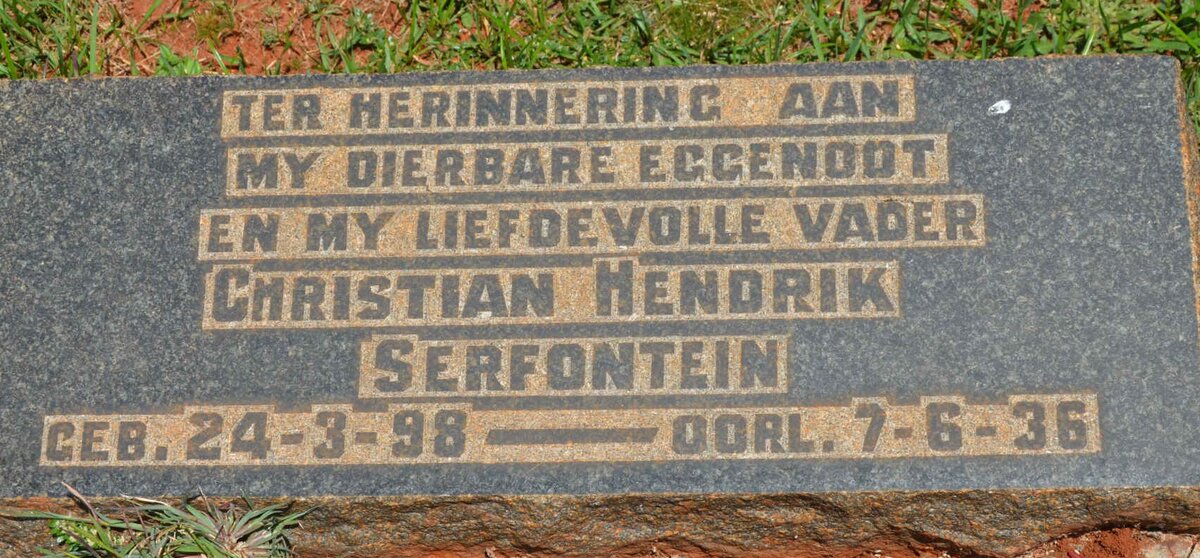 TER HERINNERING AAN
MY DIERBARE EGGENOOT
EN MY LIEFDEVOLLE VADER
CHRISTIAN HENDRIK
SERFONTEIN
GEB. 24-3-98 — OORL. 7-6-36